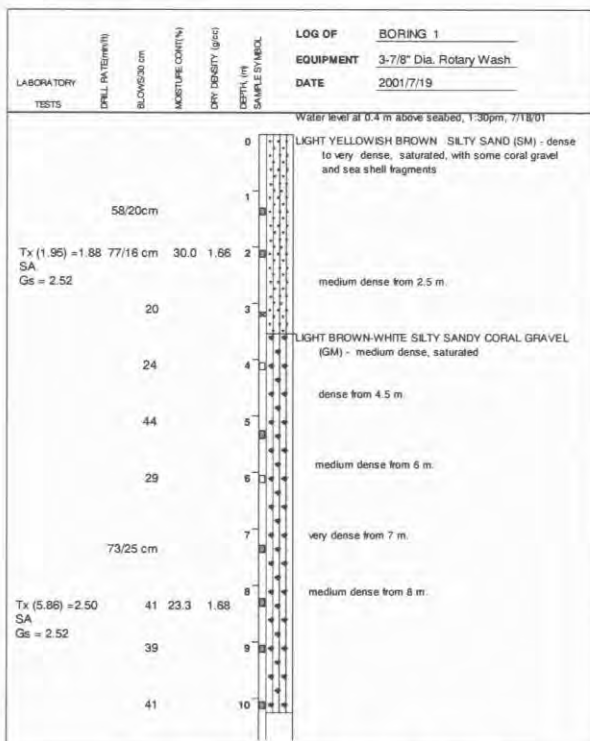 LOG OF BORING 1
EQUIPMENT 3-7/8" Dia. Rotary Wash
DATE 2001/7/19
LABORATORY TESTS
DRILL RATE(min/ft)
BLOWS/30 cm
MOISTURE CONT(%)
DRY DENSITY (g/cc)
DEPTH, (m)
SAMPLE SYMBOL
Water level at 0.4 m above seabed, 1:30pm, 7/18/01
0 LIGHT YELLOWISH BROWN SILTY SAND (SM) - dense
to very dense, saturated, with some coral gravel
and sea shell fragments
1
58/20cm
Tx (1.95) =1.88 77/16 cm 30.0 1.66 2
SA
Gs = 2.52
medium dense from 2.5 m.
20 3
LIGHT BROWN-WHITE SILTY SANDY CORAL GRAVEL
(GM) - medium dense, saturated
24 4
dense from 4.5 m.
44 5
medium dense from 6 m.
29 6
7 very dense from 7 m.
73/25 cm
8 medium dense from 8 m.
Tx (5.86) =2.50 41 23.3 1.68
SA
Gs = 2.52
39 9
41 10